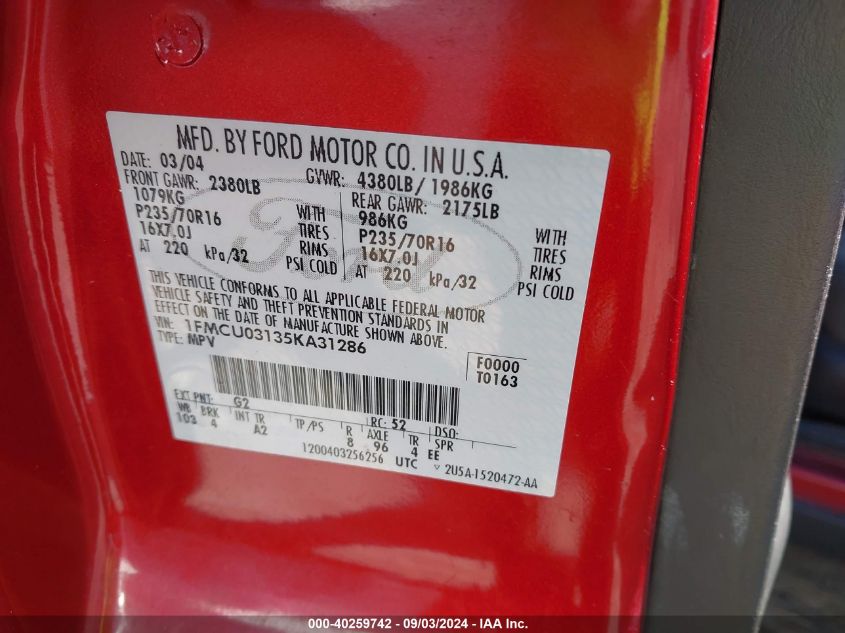 MFD. BY FORD MOTOR CO. IN U.S.A.
DATE: 03/04 GVWR: 4380LB/ 1986KG
FRONT GAWR: 2380LB REAR GAWR: 2175LB
1079KG WITH 986KG WITH
P235/70R16 TIRES P235/70R16 TIRES
16X7.0J RIMS 16X7.0J RIMS
AT 220 kPa/32 PSI COLD AT 220 kPa/32 PSI COLD
Ford
THIS VEHICLE CONFORMS TO ALL APPLICABLE FEDERAL MOTOR
VEHICLE SAFETY AND THEFT PREVENTION STANDARDS IN
EFFECT ON THE DATE OF MANUFACTURE SHOWN ABOVE.
VIN: 1FMCU03135KA31286
TYPE: MPV
F0000
T0163
EXT PNT: G2 RC: 52 DSO:
WB BRK INT TR TP/PS R AXLE TR SPR
103 4 A2 8 96 4 EE
1200403256256 UTC
2U5A-1520472-AA
000-40259742 - 09/03/2024 - IAA Inc.